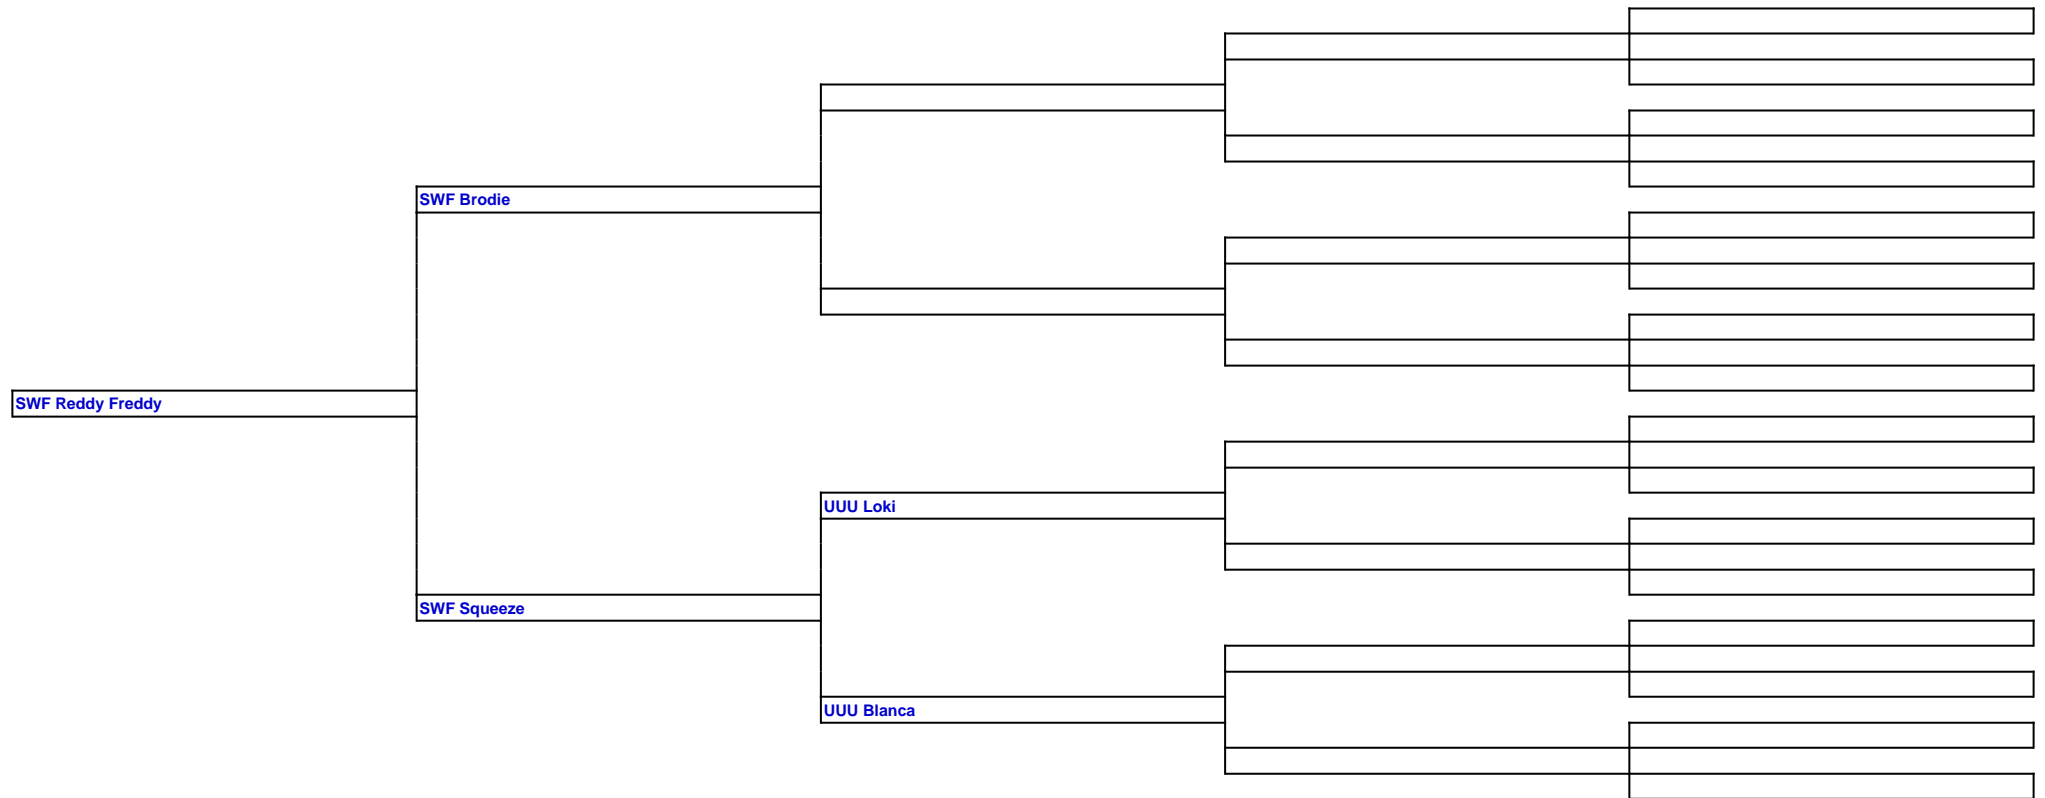 SWF Brodie
SWF Reddy Freddy
UUU Loki
SWF Squeeze
UUU Blanca